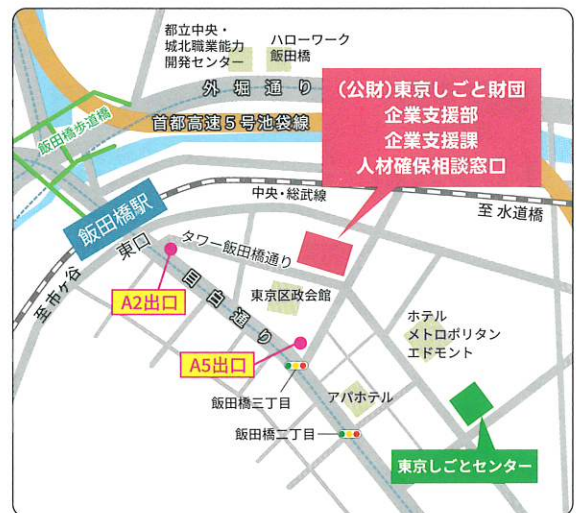 都立中央・
城北職業能力
開発センター
ハローワーク
飯田橋
外堀通り
首都高速5号池袋線
飯田橋歩道橋
(公財)東京しごと財団
企業支援部
企業支援課
人材確保相談窓口
中央・総武線
至 水道橋
飯田橋駅
東口
至市ヶ谷
タワー飯田橋通り
A2出口
目白通り
東京区政会館
A5出口
ホテル
メトロポリタン
エドモント
飯田橋三丁目
アパホテル
飯田橋二丁目
東京しごとセンター